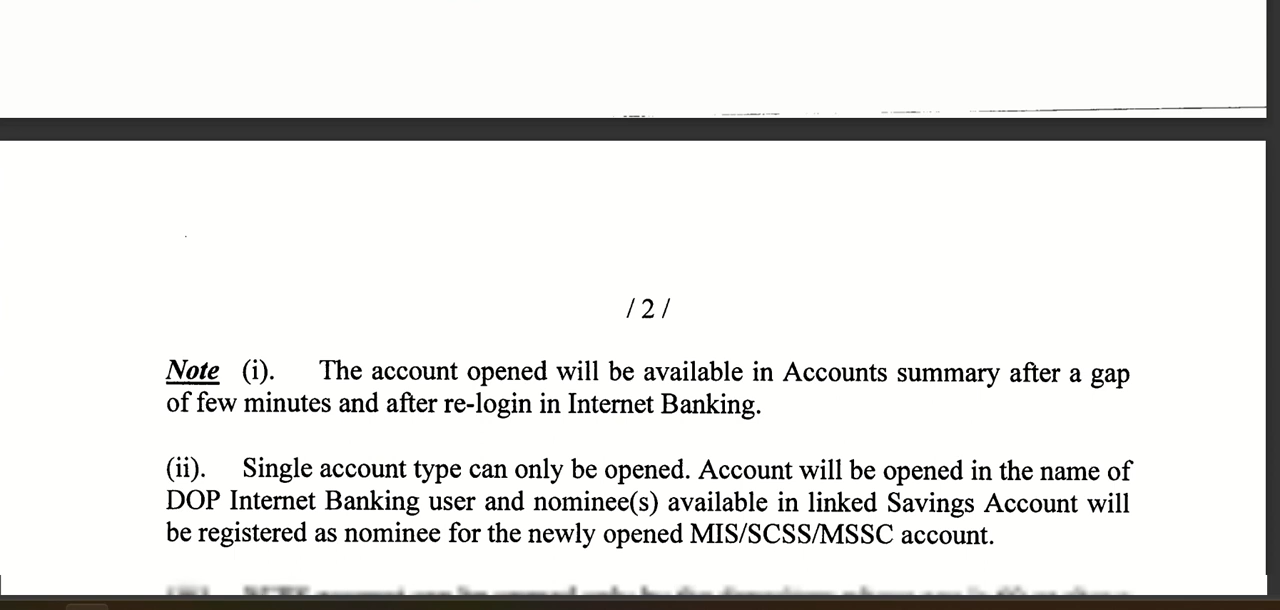 / 2 /
Note (i). The account opened will be available in Accounts summary after a gap
of few minutes and after re-login in Internet Banking.
(ii). Single account type can only be opened. Account will be opened in the name of
DOP Internet Banking user and nominee(s) available in linked Savings Account will
be registered as nominee for the newly opened MIS/SCSS/MSSC account.